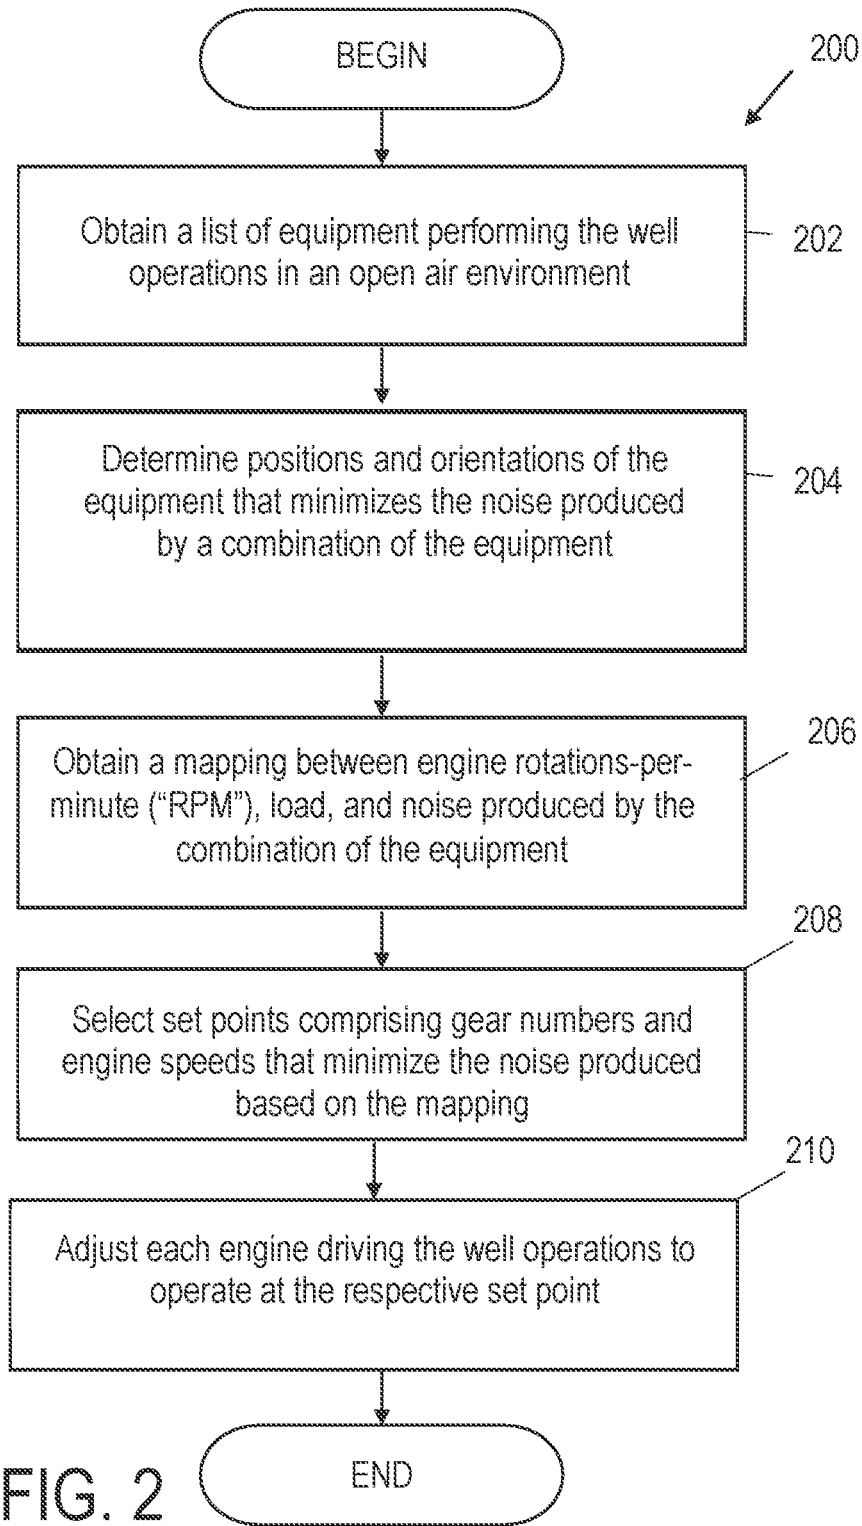 BEGIN
200
Obtain a list of equipment performing the well
operations in an open air environment
202
Determine positions and orientations of the
equipment that minimizes the noise produced
by a combination of the equipment
204
Obtain a mapping between engine rotations-per-
minute (“RPM”), load, and noise produced by the
combination of the equipment
206
Select set points comprising gear numbers and
engine speeds that minimize the noise produced
based on the mapping
208
Adjust each engine driving the well operations to
operate at the respective set point
210
END
FIG. 2